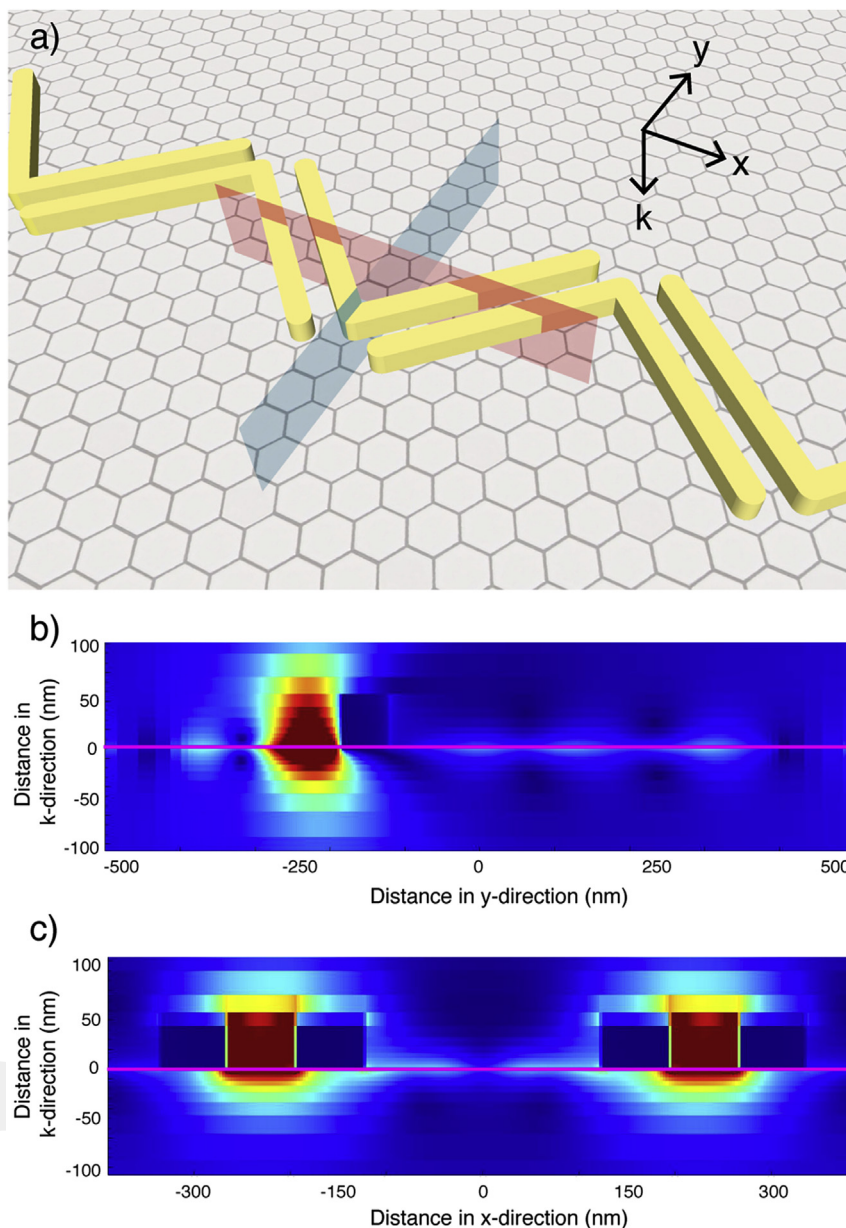 a)
y
x
k
b)
Distance in
k-direction (nm)
100
50
0
-50
-100
-500
-250
0
250
500
Distance in y-direction (nm)
c)
Distance in
k-direction (nm)
100
50
0
-50
-100
-300
-150
0
150
300
Distance in x-direction (nm)